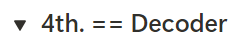 4th. == Decoder